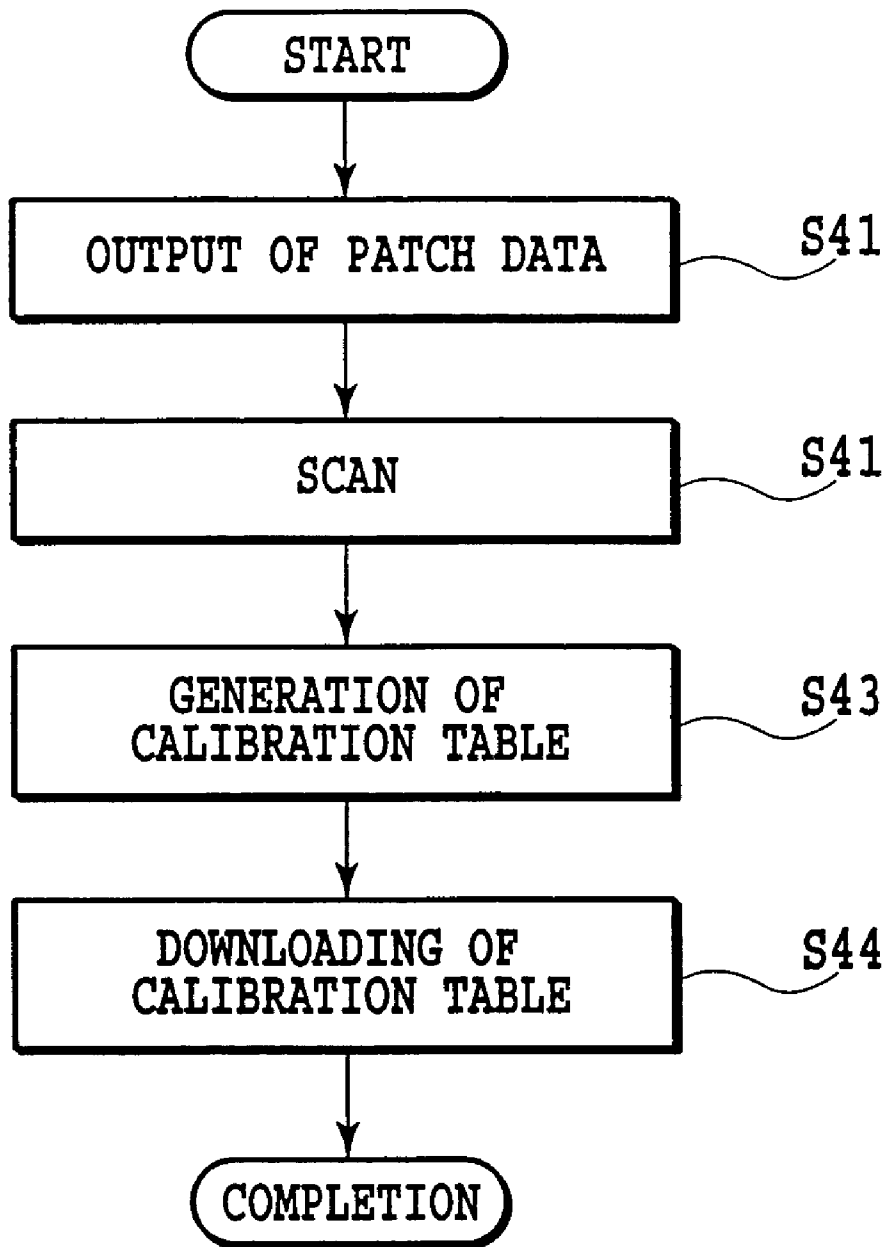 START
OUTPUT OF PATCH DATA
S41
SCAN
S41
GENERATION OF
CALIBRATION TABLE
S43
DOWNLOADING OF
CALIBRATION TABLE
S44
COMPLETION